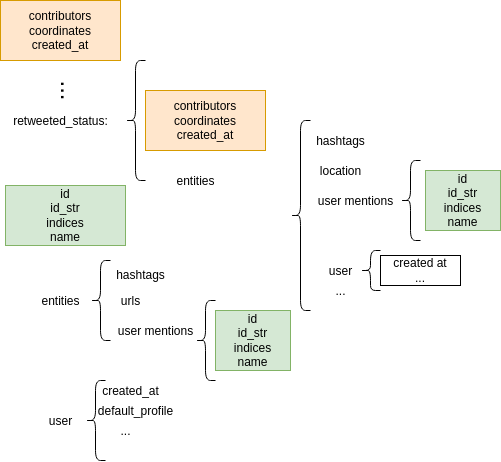 contributors
coordinates
created_at
⋮
retweeted_status:
contributors
coordinates
created_at
entities
hashtags
location
user mentions
id
id_str
indices
name
user
created at
...
...
id
id_str
indices
name
entities
hashtags
urls
user mentions
id
id_str
indices
name
user
created_at
default_profile
...